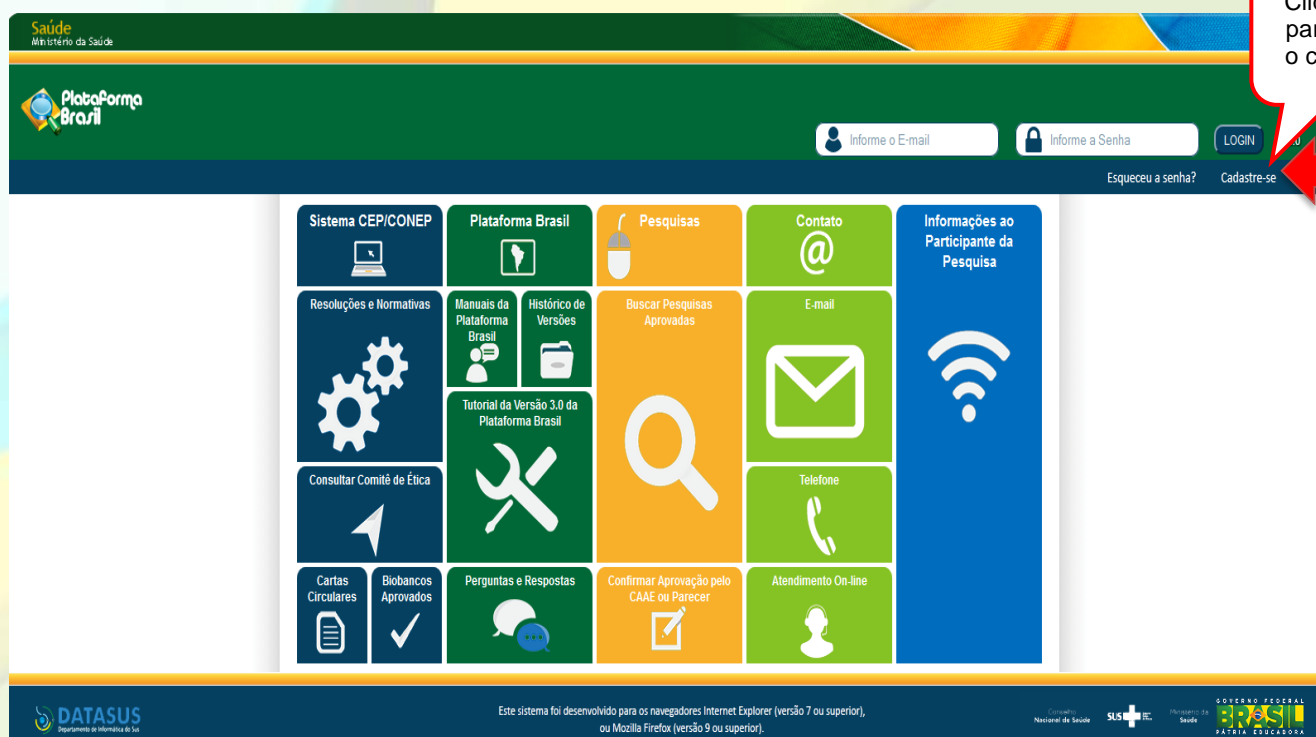 Saúde
Ministério da Saúde
para
Plataforma
Brasil
Informe o E-mail
Informe a Senha
LOGIN
Esqueceu a senha?
Cadastre-se
Sistema CEP/CONEP
Plataforma Brasil
Pesquisas
Contato
@
Informações ao
Participante da
Pesquisa
Resoluções e Normativas
Manuais da
Plataforma
Brasil
Histórico de
Versões
Buscar Pesquisas
Aprovadas
E-mail
Tutorial da Versão 3.0 da
Plataforma Brasil
Consultar Comitê de Ética
Telefone
Cartas
Circulares
Biobancos
Aprovados
Perguntas e Respostas
Confirmar Aprovação pelo
CAAE ou Parecer
Atendimento On-line
DATASUS
Departamento de Informática do Sus
Este sistema foi desenvolvido para os navegadores Internet Explorer (versão 7 ou superior),
ou Mozilla Firefox (versão 9 ou superior).
Conselho
Nacional de Saúde
SUS
Ministério da
Saúde
GOVERNO FEDERAL
BRASIL
PÁTRIA EDUCADORA